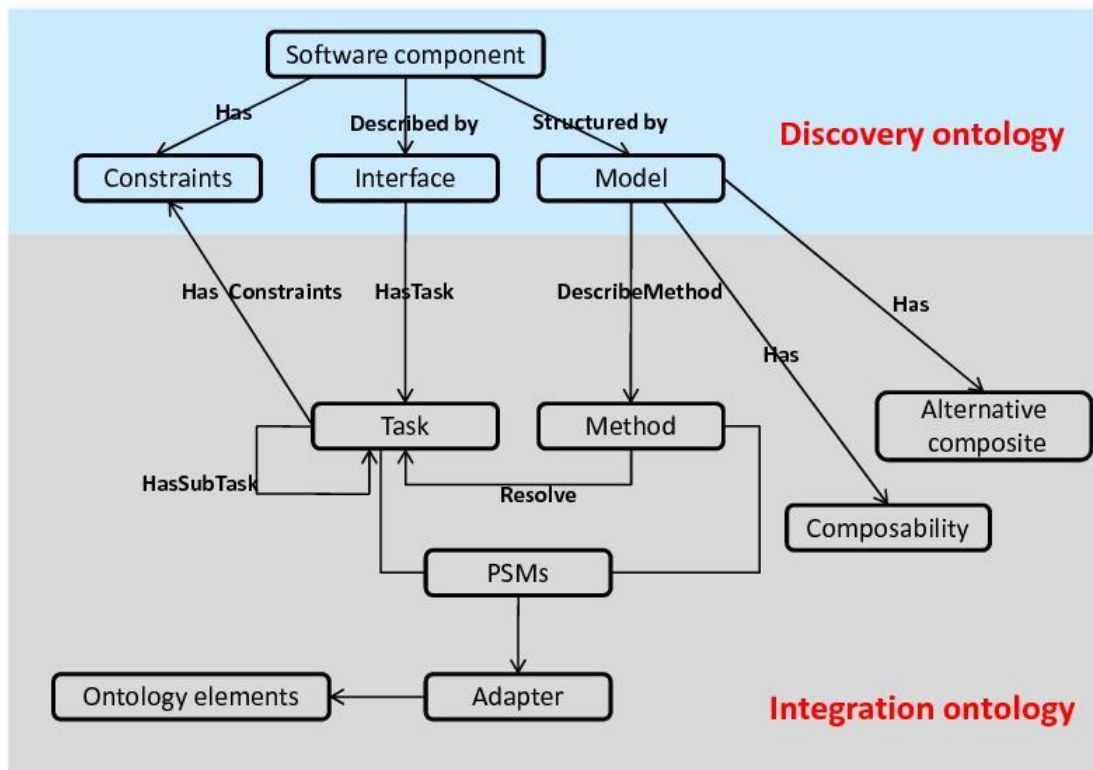 Software component
Has
Described by
Structured by
Discovery ontology
Constraints
Interface
Model
Has Constraints
HasTask
DescribeMethod
Has
Has
Task
Method
Alternative
composite
HasSubTask
Resolve
Composability
PSMs
Ontology elements
Adapter
Integration ontology